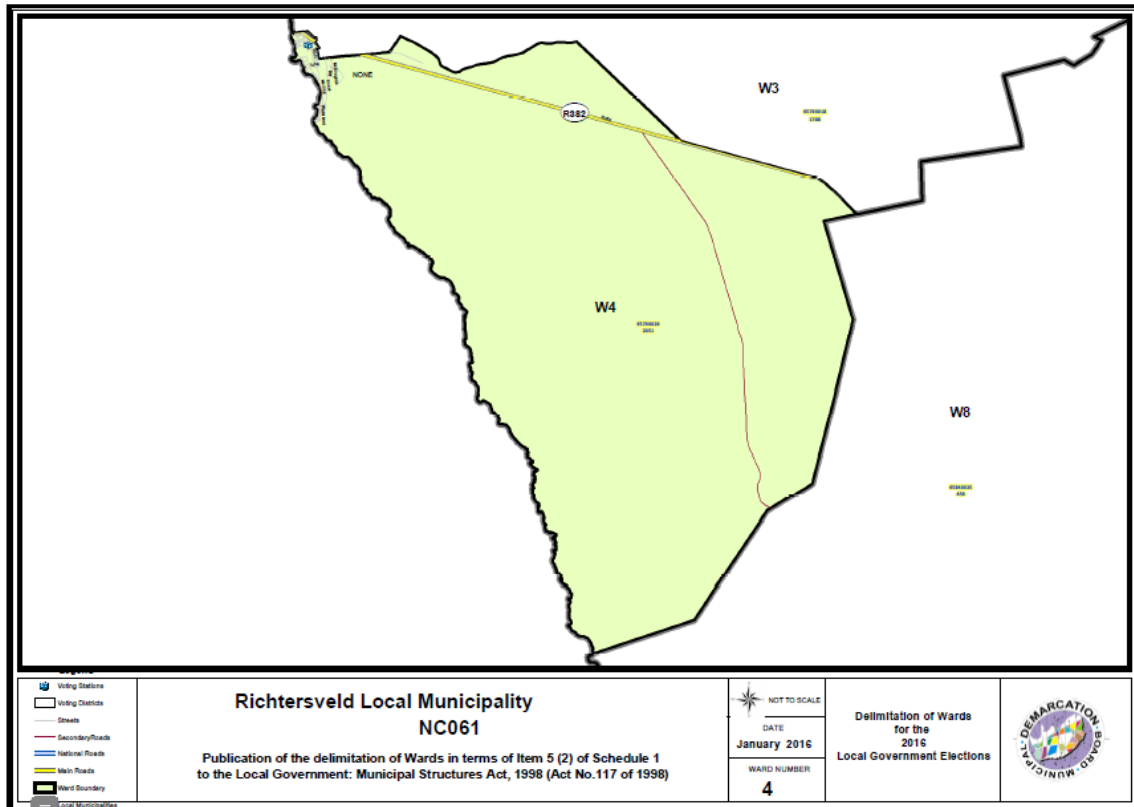 W3
NONE
R382
W4
W8
Voting Stations
Voting Districts
Streets
SecondaryRoads
National Roads
Main Roads
Ward Boundary
Local Municipalities
Richtersveld Local Municipality
NC061
Publication of the delimitation of Wards in terms of Item 5 (2) of Schedule 1
to the Local Government: Municipal Structures Act, 1998 (Act No.117 of 1998)
NOT TO SCALE
DATE
January 2016
WARD NUMBER
4
Delimitation of Wards
for the
2016
Local Government Elections
MUNICIPAL DEMARCATION BOARD